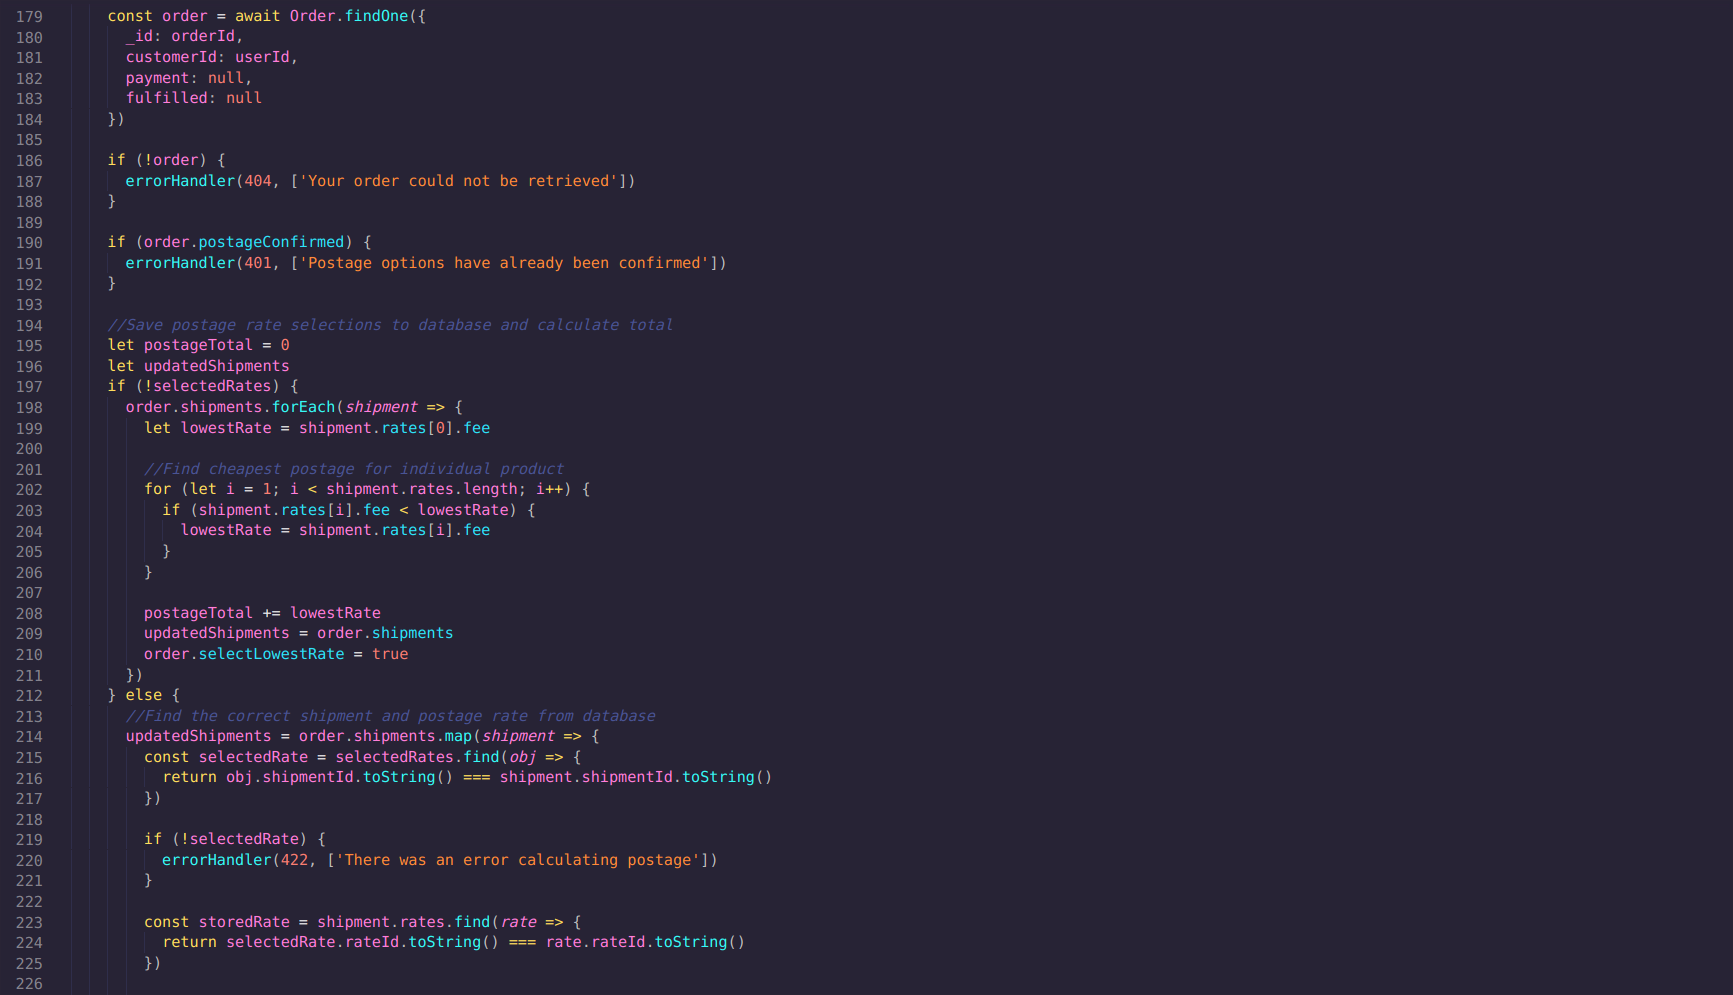 179 const order = await Order.findOne({
180 _id: orderId,
181 customerId: userId,
182 payment: null,
183 fulfilled: null
184 })
185
186 if (!order) {
187 errorHandler(404, ['Your order could not be retrieved'])
188 }
189
190 if (order.postageConfirmed) {
191 errorHandler(401, ['Postage options have already been confirmed'])
192 }
193
194 //Save postage rate selections to database and calculate total
195 let postageTotal = 0
196 let updatedShipments
197 if (!selectedRates) {
198 order.shipments.forEach(shipment => {
199 let lowestRate = shipment.rates[0].fee
200
201 //Find cheapest postage for individual product
202 for (let i = 1; i < shipment.rates.length; i++) {
203 if (shipment.rates[i].fee < lowestRate) {
204 lowestRate = shipment.rates[i].fee
205 }
206 }
207
208 postageTotal += lowestRate
209 updatedShipments = order.shipments
210 order.selectLowestRate = true
211 })
212 } else {
213 //Find the correct shipment and postage rate from database
214 updatedShipments = order.shipments.map(shipment => {
215 const selectedRate = selectedRates.find(obj => {
216 return obj.shipmentId.toString() === shipment.shipmentId.toString()
217 })
218
219 if (!selectedRate) {
220 errorHandler(422, ['There was an error calculating postage'])
221 }
222
223 const storedRate = shipment.rates.find(rate => {
224 return selectedRate.rateId.toString() === rate.rateId.toString()
225 })
226